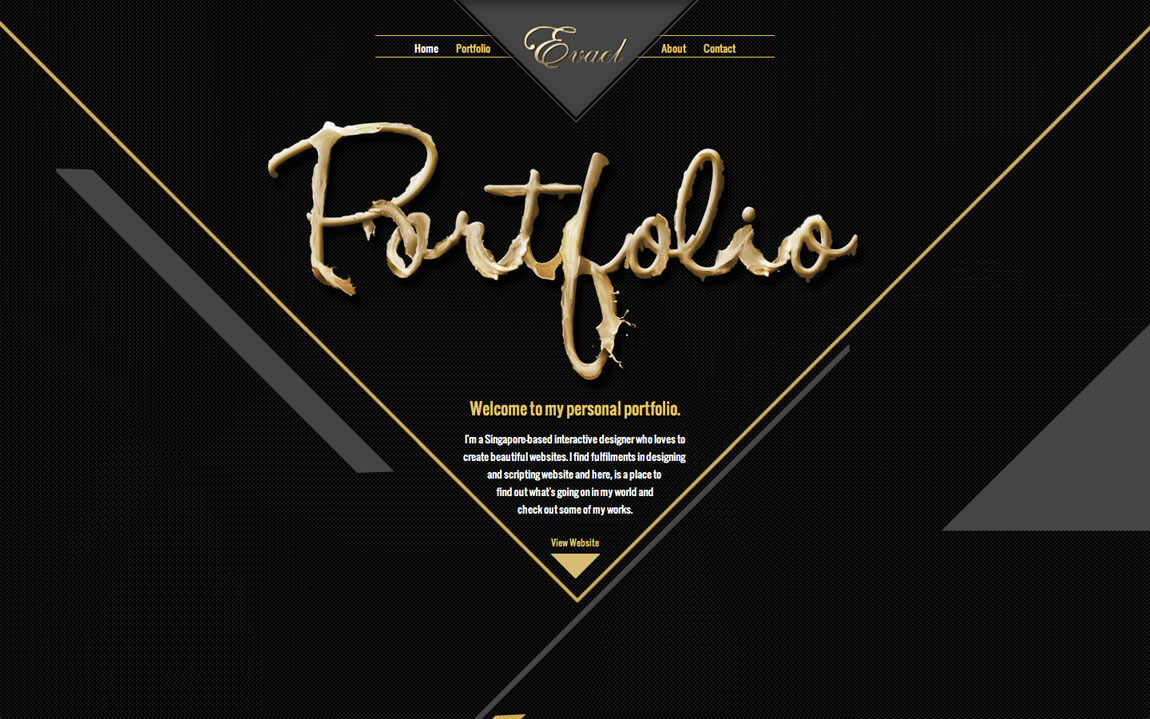 Home Portfolio Evael About Contact
Portfolio
Welcome to my personal portfolio.
I'm a Singapore-based interactive designer who loves to
create beautiful websites. I find fulfilments in designing
and scripting website and here, is a place to
find out what's going on in my world and
check out some of my works.
View Website